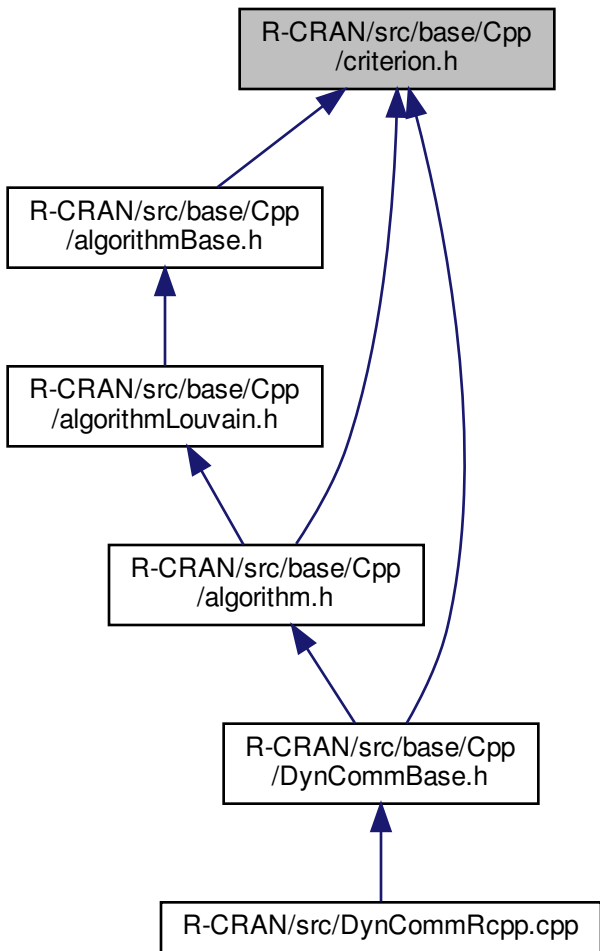 R-CRAN/src/base/Cpp
/criterion.h
R-CRAN/src/base/Cpp
/algorithmBase.h
R-CRAN/src/base/Cpp
/algorithmLouvain.h
R-CRAN/src/base/Cpp
/algorithm.h
R-CRAN/src/base/Cpp
/DynCommBase.h
R-CRAN/src/DynCommRcpp.cpp